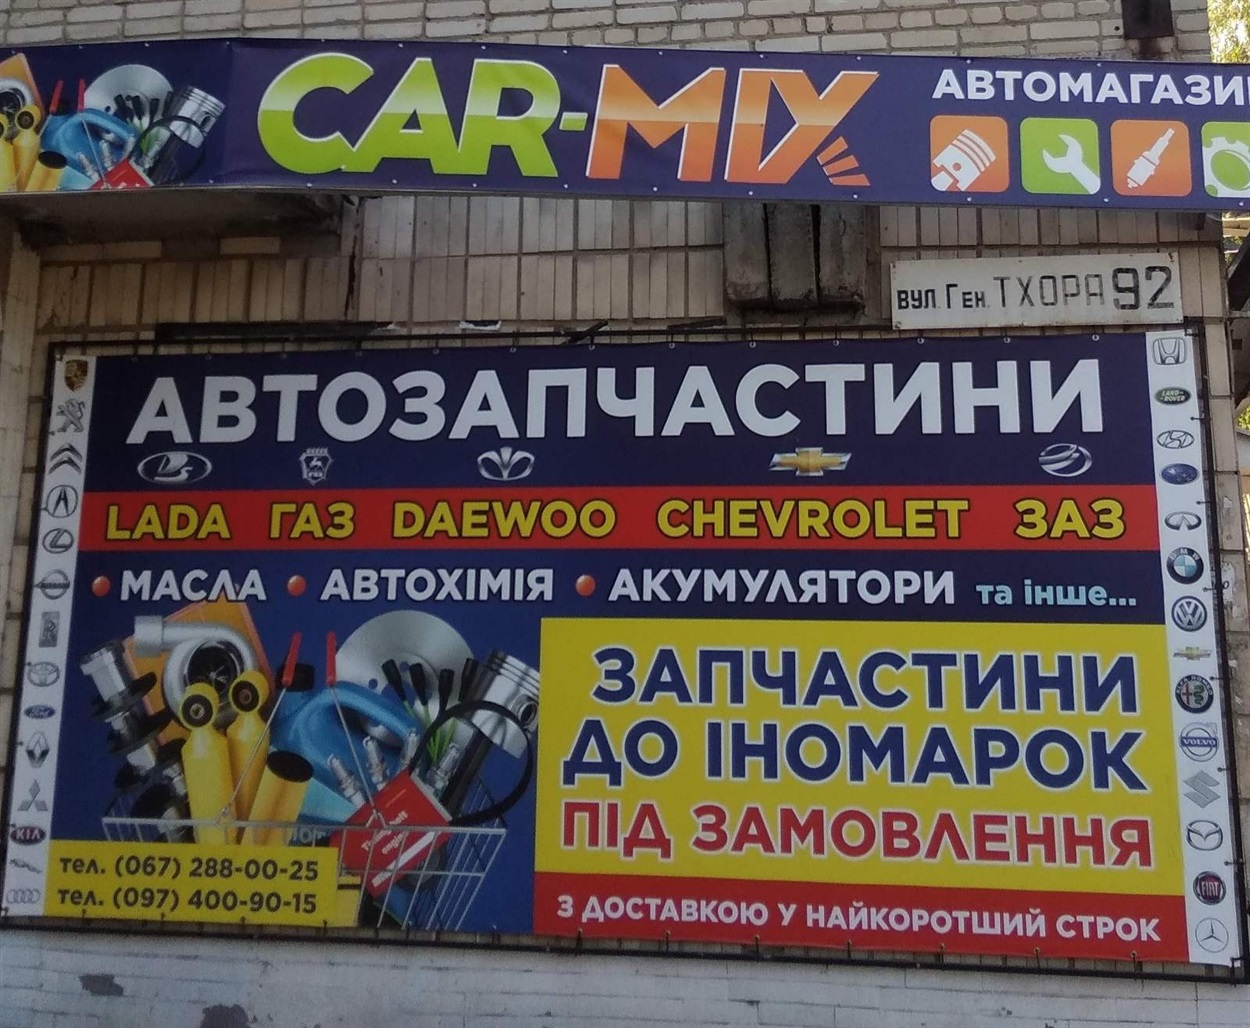 CAR-MIX
АВТОМАГАЗИН
ВУЛ. ГЕН. ТХОРА 92
АВТОЗАПЧАСТИНИ
LADA ГАЗ DAEWOO CHEVROLET ЗАЗ
• МАСЛА • АВТОХІМІЯ • АКУМУЛЯТОРИ та інше...
ЗАПЧАСТИНИ
ДО ІНОМАРОК
ПІД ЗАМОВЛЕННЯ
З ДОСТАВКОЮ У НАЙКОРОТШИЙ СТРОК
тел. (067) 288-00-25
тел. (097) 400-90-15